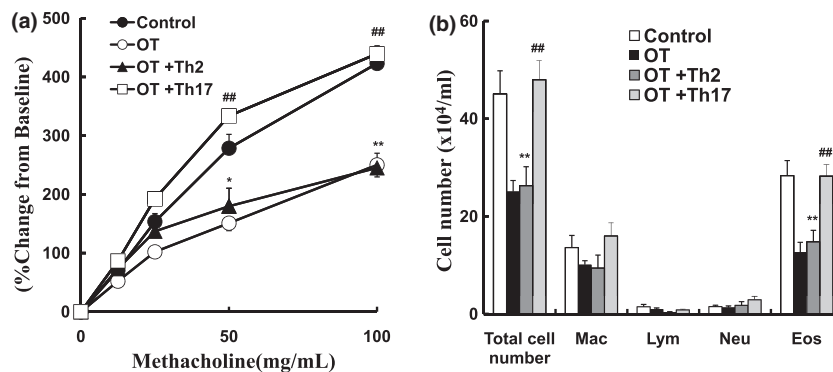 (a)
Control
OT
OT +Th2
OT +Th17
##
##
*
**
500
400
300
200
100
0
0
50
100
(%Change from Baseline)
Methacholine(mg/mL)
(b)
Control
OT
OT +Th2
OT +Th17
##
**
##
**
60
40
20
0
Cell number (x10⁴/ml)
Total cell
number
Mac
Lym
Neu
Eos